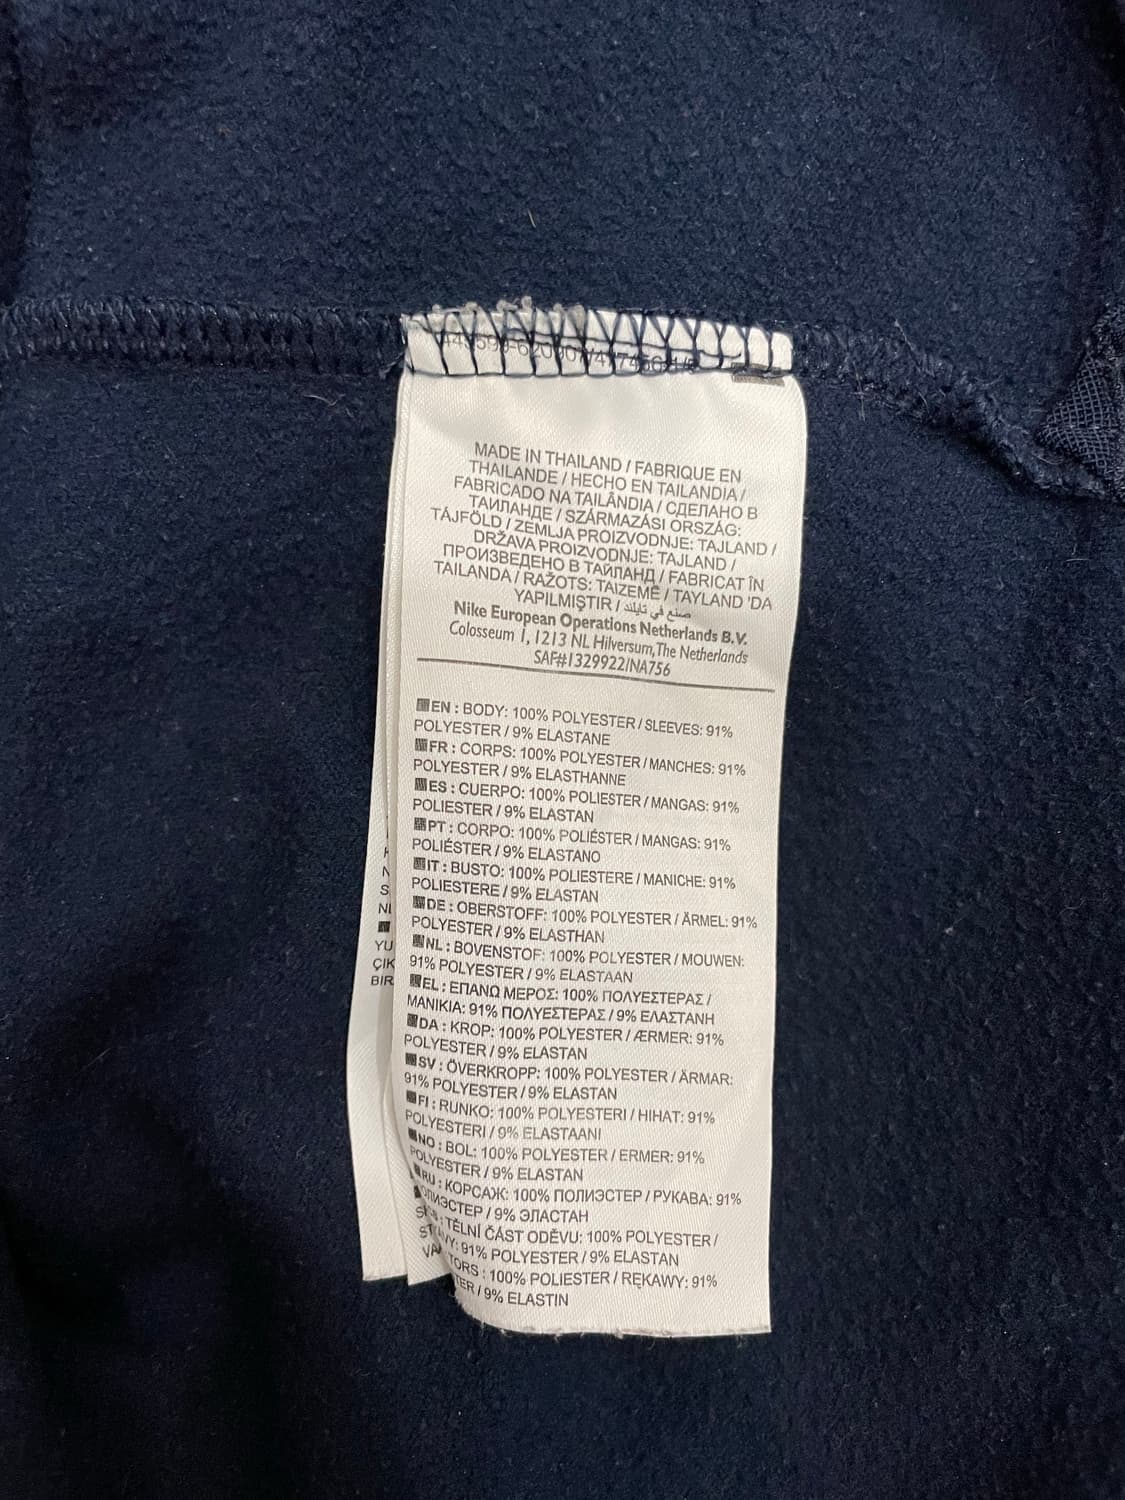 MADE IN THAILAND / FABRIQUE EN
THAILANDE / HECHO EN TAILANDIA /
FABRICADO NA TAILÂNDIA / СДЕЛАНО В
ТАИЛАНДЕ / SZÁRMAZÁSI ORSZÁG:
TÁJFÖLD / ZEMLJA PROIZVODNJE: TAJLAND /
DRŽAVA PROIZVODNJE: TAJLAND /
ПРОИЗВЕДЕНО В ТАЙЛАНД / FABRICAT ÎN
TAILANDA / RAŽOTS: TAIZEMĒ / TAYLAND 'DA
YAPILMIŞTIR / صنع في تايلند
Nike European Operations Netherlands B.V.
Colosseum 1, 1213 NL Hilversum, The Netherlands
SAF#1329922/NA756
EN : BODY: 100% POLYESTER / SLEEVES: 91%
POLYESTER / 9% ELASTANE
FR : CORPS: 100% POLYESTER / MANCHES: 91%
POLYESTER / 9% ELASTHANNE
ES : CUERPO: 100% POLIESTER / MANGAS: 91%
POLIESTER / 9% ELASTAN
PT : CORPO: 100% POLIÉSTER / MANGAS: 91%
POLIÉSTER / 9% ELASTANO
IT : BUSTO: 100% POLIESTERE / MANICHE: 91%
POLIESTERE / 9% ELASTAN
DE : OBERSTOFF: 100% POLYESTER / ÄRMEL: 91%
POLYESTER / 9% ELASTHAN
NL : BOVENSTOF: 100% POLYESTER / MOUWEN:
91% POLYESTER / 9% ELASTAAN
EL : ΕΠΑΝΩ ΜΕΡΟΣ: 100% ΠΟΛΥΕΣΤΕΡΑΣ /
ΜΑΝΙΚΙΑ: 91% ΠΟΛΥΕΣΤΕΡΑΣ / 9% ΕΛΑΣΤΑΝΗ
DA : KROP: 100% POLYESTER / ÆRMER: 91%
POLYESTER / 9% ELASTAN
SV : ÖVERKROPP: 100% POLYESTER / ÄRMAR:
91% POLYESTER / 9% ELASTAN
FI : RUNKO: 100% POLYESTERI / HIHAT: 91%
POLYESTERI / 9% ELASTAANI
NO : BOL: 100% POLYESTER / ERMER: 91%
POLYESTER / 9% ELASTAN
RU : КОРСАЖ: 100% ПОЛИЭСТЕР / РУКАВА: 91%
ПОЛИЭСТЕР / 9% ЭЛАСТАН
: TĚLNÍ ČÁST ODĚVU: 100% POLYESTER /
91% POLYESTER / 9% ELASTAN
TORS : 100% POLIESTER / RĘKAWY: 91%
TER / 9% ELASTIN
YU
ÇIK
BIR